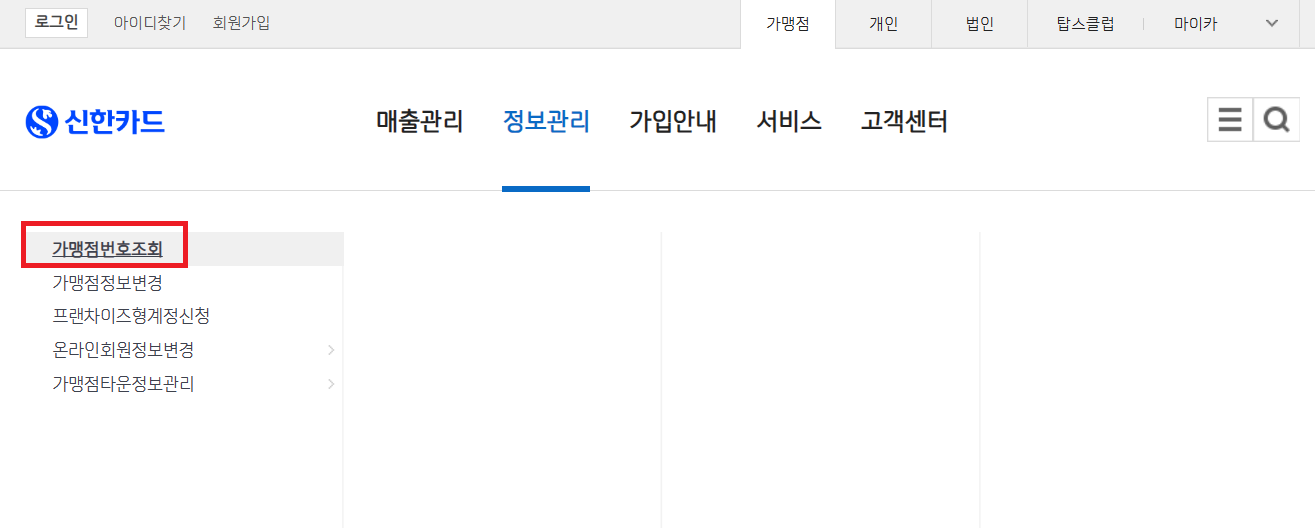 로그인 아이디찾기 회원가입 가맹점 개인 법인 탑스클럽 마이카
신한카드 매출관리 정보관리 가입안내 서비스 고객센터
가맹점번호조회
가맹점정보변경
프랜차이즈형계정신청
온라인회원정보변경
가맹점타운정보관리